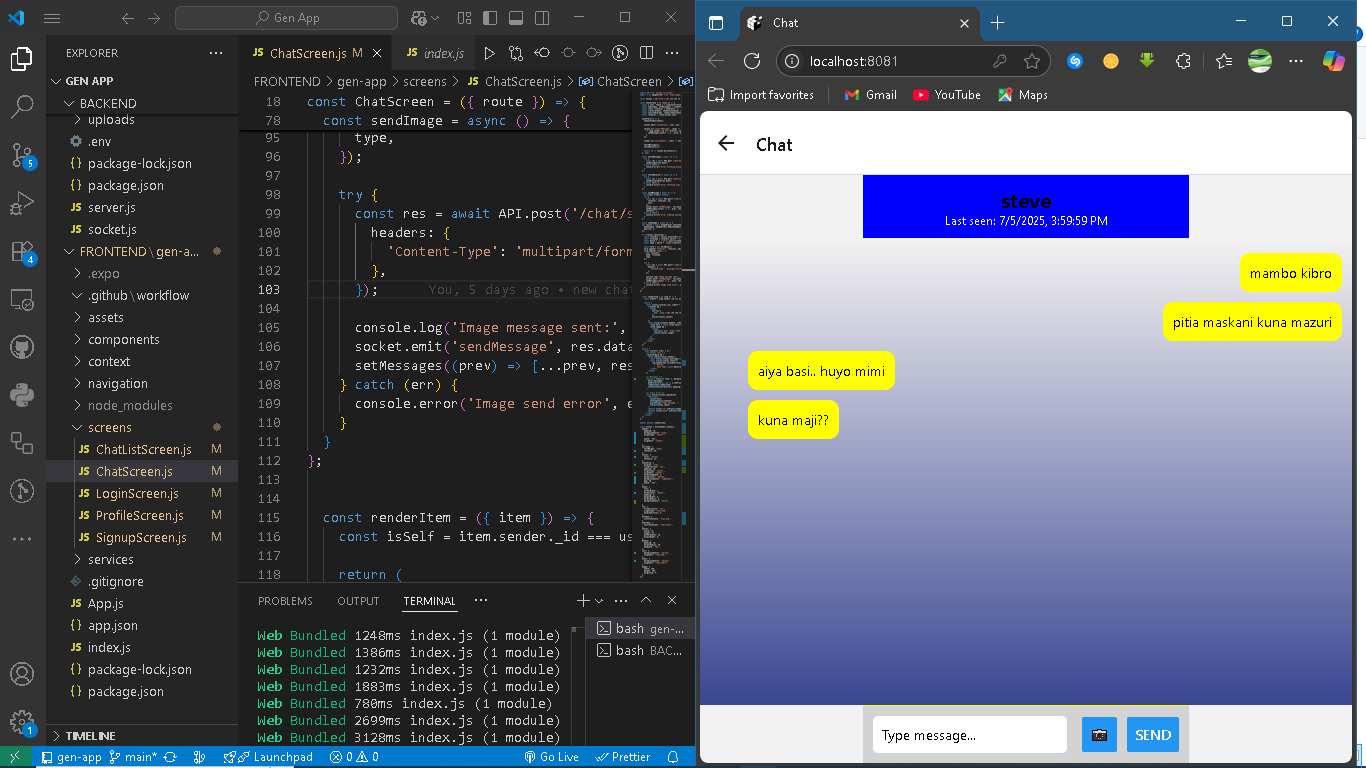 Gen App
EXPLORER
GEN APP
BACKEND
uploads
.env
package-lock.json
package.json
server.js
socket.js
FRONTEND\gen-a...
.expo
.github\workflow
assets
components
context
navigation
node_modules
screens
ChatListScreen.js M
ChatScreen.js M
LoginScreen.js M
ProfileScreen.js M
SignupScreen.js M
services
.gitignore
App.js
app.json
index.js
package-lock.json
package.json
TIMELINE
5
4
1
JS ChatScreen.js M
JS index.js
FRONTEND > gen-app > screens > JS ChatScreen.js > ChatScreen >
18 const ChatScreen = ({ route }) => {
78 const sendImage = async () => {
95 type,
96 });
97
98 try {
99 const res = await API.post('/chat/s
100 headers: {
101 'Content-Type': 'multipart/form
102 },
103 }); You, 5 days ago • new cha
104
105 console.log('Image message sent:',
106 socket.emit('sendMessage', res.data
107 setMessages((prev) => [...prev, res
108 } catch (err) {
109 console.error('Image send error', e
110 }
111 }
112 };
113
114
115 const renderItem = ({ item }) => {
116 const isSelf = item.sender._id === us
117
118 return (
PROBLEMS OUTPUT TERMINAL ...
Web Bundled 1248ms index.js (1 module)
Web Bundled 1386ms index.js (1 module)
Web Bundled 1232ms index.js (1 module)
Web Bundled 1883ms index.js (1 module)
Web Bundled 780ms index.js (1 module)
Web Bundled 2699ms index.js (1 module)
Web Bundled 3128ms index.js (1 module)
bash gen-...
bash BAC...
gen-app main* Launchpad 0 0 Go Live Prettier
Chat
localhost:8081
Import favorites Gmail YouTube Maps
Chat
steve
Last seen: 7/5/2025, 3:59:59 PM
mambo kibro
pitia maskani kuna mazuri
aiya basi.. huyo mimi
kuna maji??
Type message...
SEND